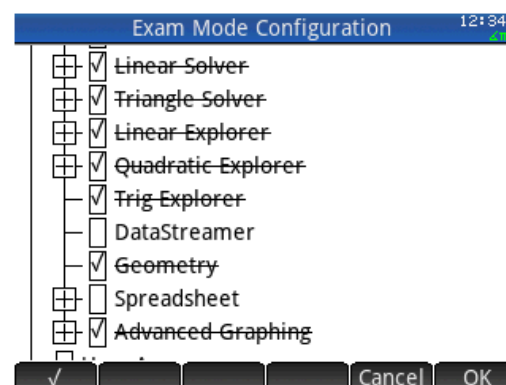 Exam Mode Configuration
12:34
Linear Solver
Triangle Solver
Linear Explorer
Quadratic Explorer
Trig Explorer
DataStreamer
Geometry
Spreadsheet
Advanced Graphing
Cancel OK